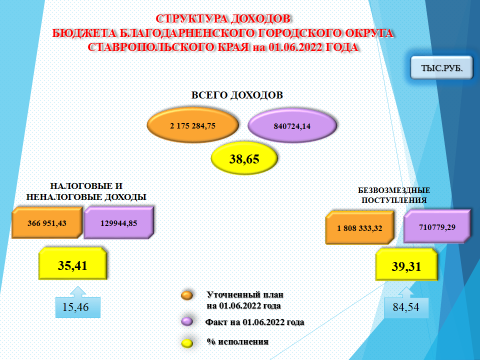 СТРУКТУРА ДОХОДОВ
БЮДЖЕТА БЛАГОДАРНЕНСКОГО ГОРОДСКОГО ОКРУГА
СТАВРОПОЛЬСКОГО КРАЯ на 01.06.2022 ГОДА
ТЫС.РУБ.
ВСЕГО ДОХОДОВ
2 175 284,75
840724,14
38,65
НАЛОГОВЫЕ И
НЕНАЛОГОВЫЕ ДОХОДЫ
366 951,43
129944,85
35,41
15,46
БЕЗВОЗМЕЗДНЫЕ
ПОСТУПЛЕНИЯ
1 808 333,32
710779,29
39,31
84,54
Уточненный план
на 01.06.2022 года
Факт на 01.06.2022 года
% исполнения